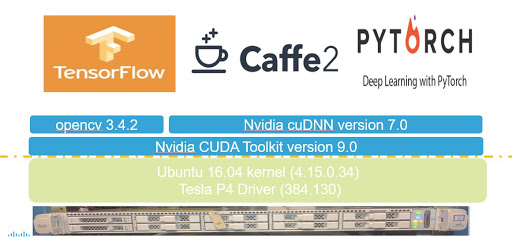 TensorFlow
Caffe2
PYTORCH
Deep Learning with PyTorch
opencv 3.4.2
Nvidia cuDNN version 7.0
Nvidia CUDA Toolkit version 9.0
Ubuntu 16.04 kernel (4.15.0.34)
Tesla P4 Driver (384.130)